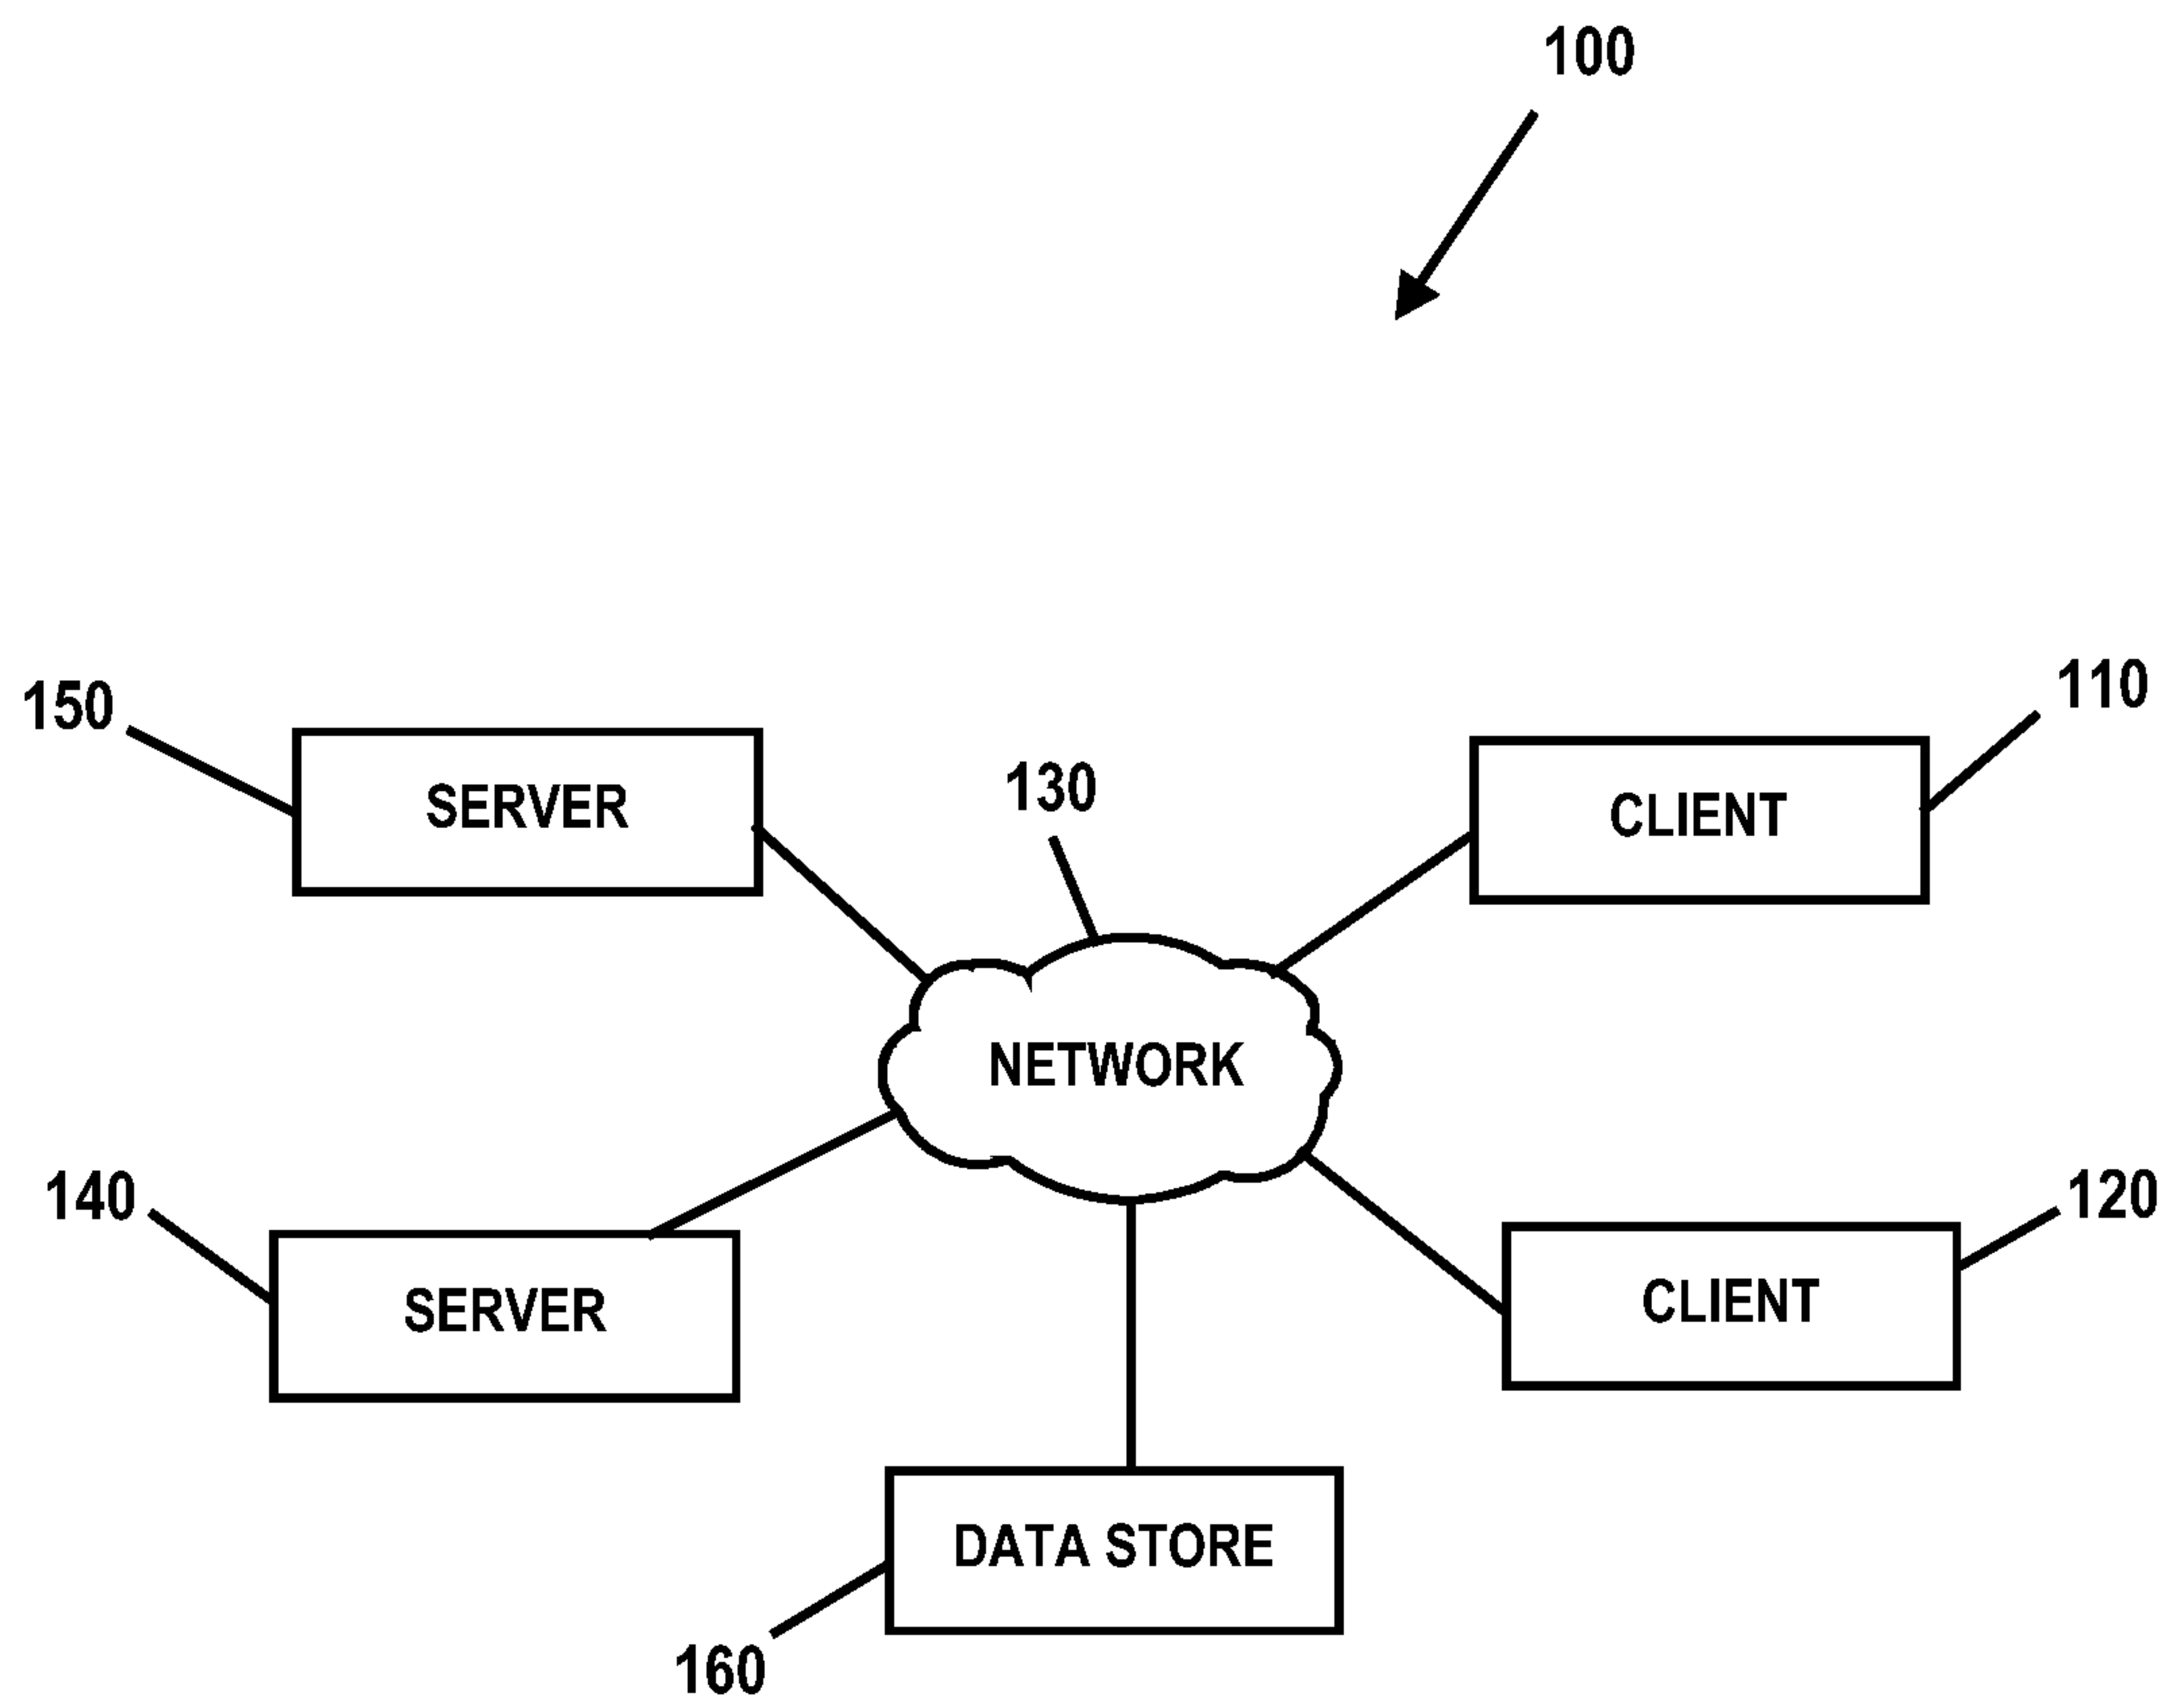 100
150
110
SERVER
130
CLIENT
NETWORK
140
120
SERVER
CLIENT
DATA STORE
160